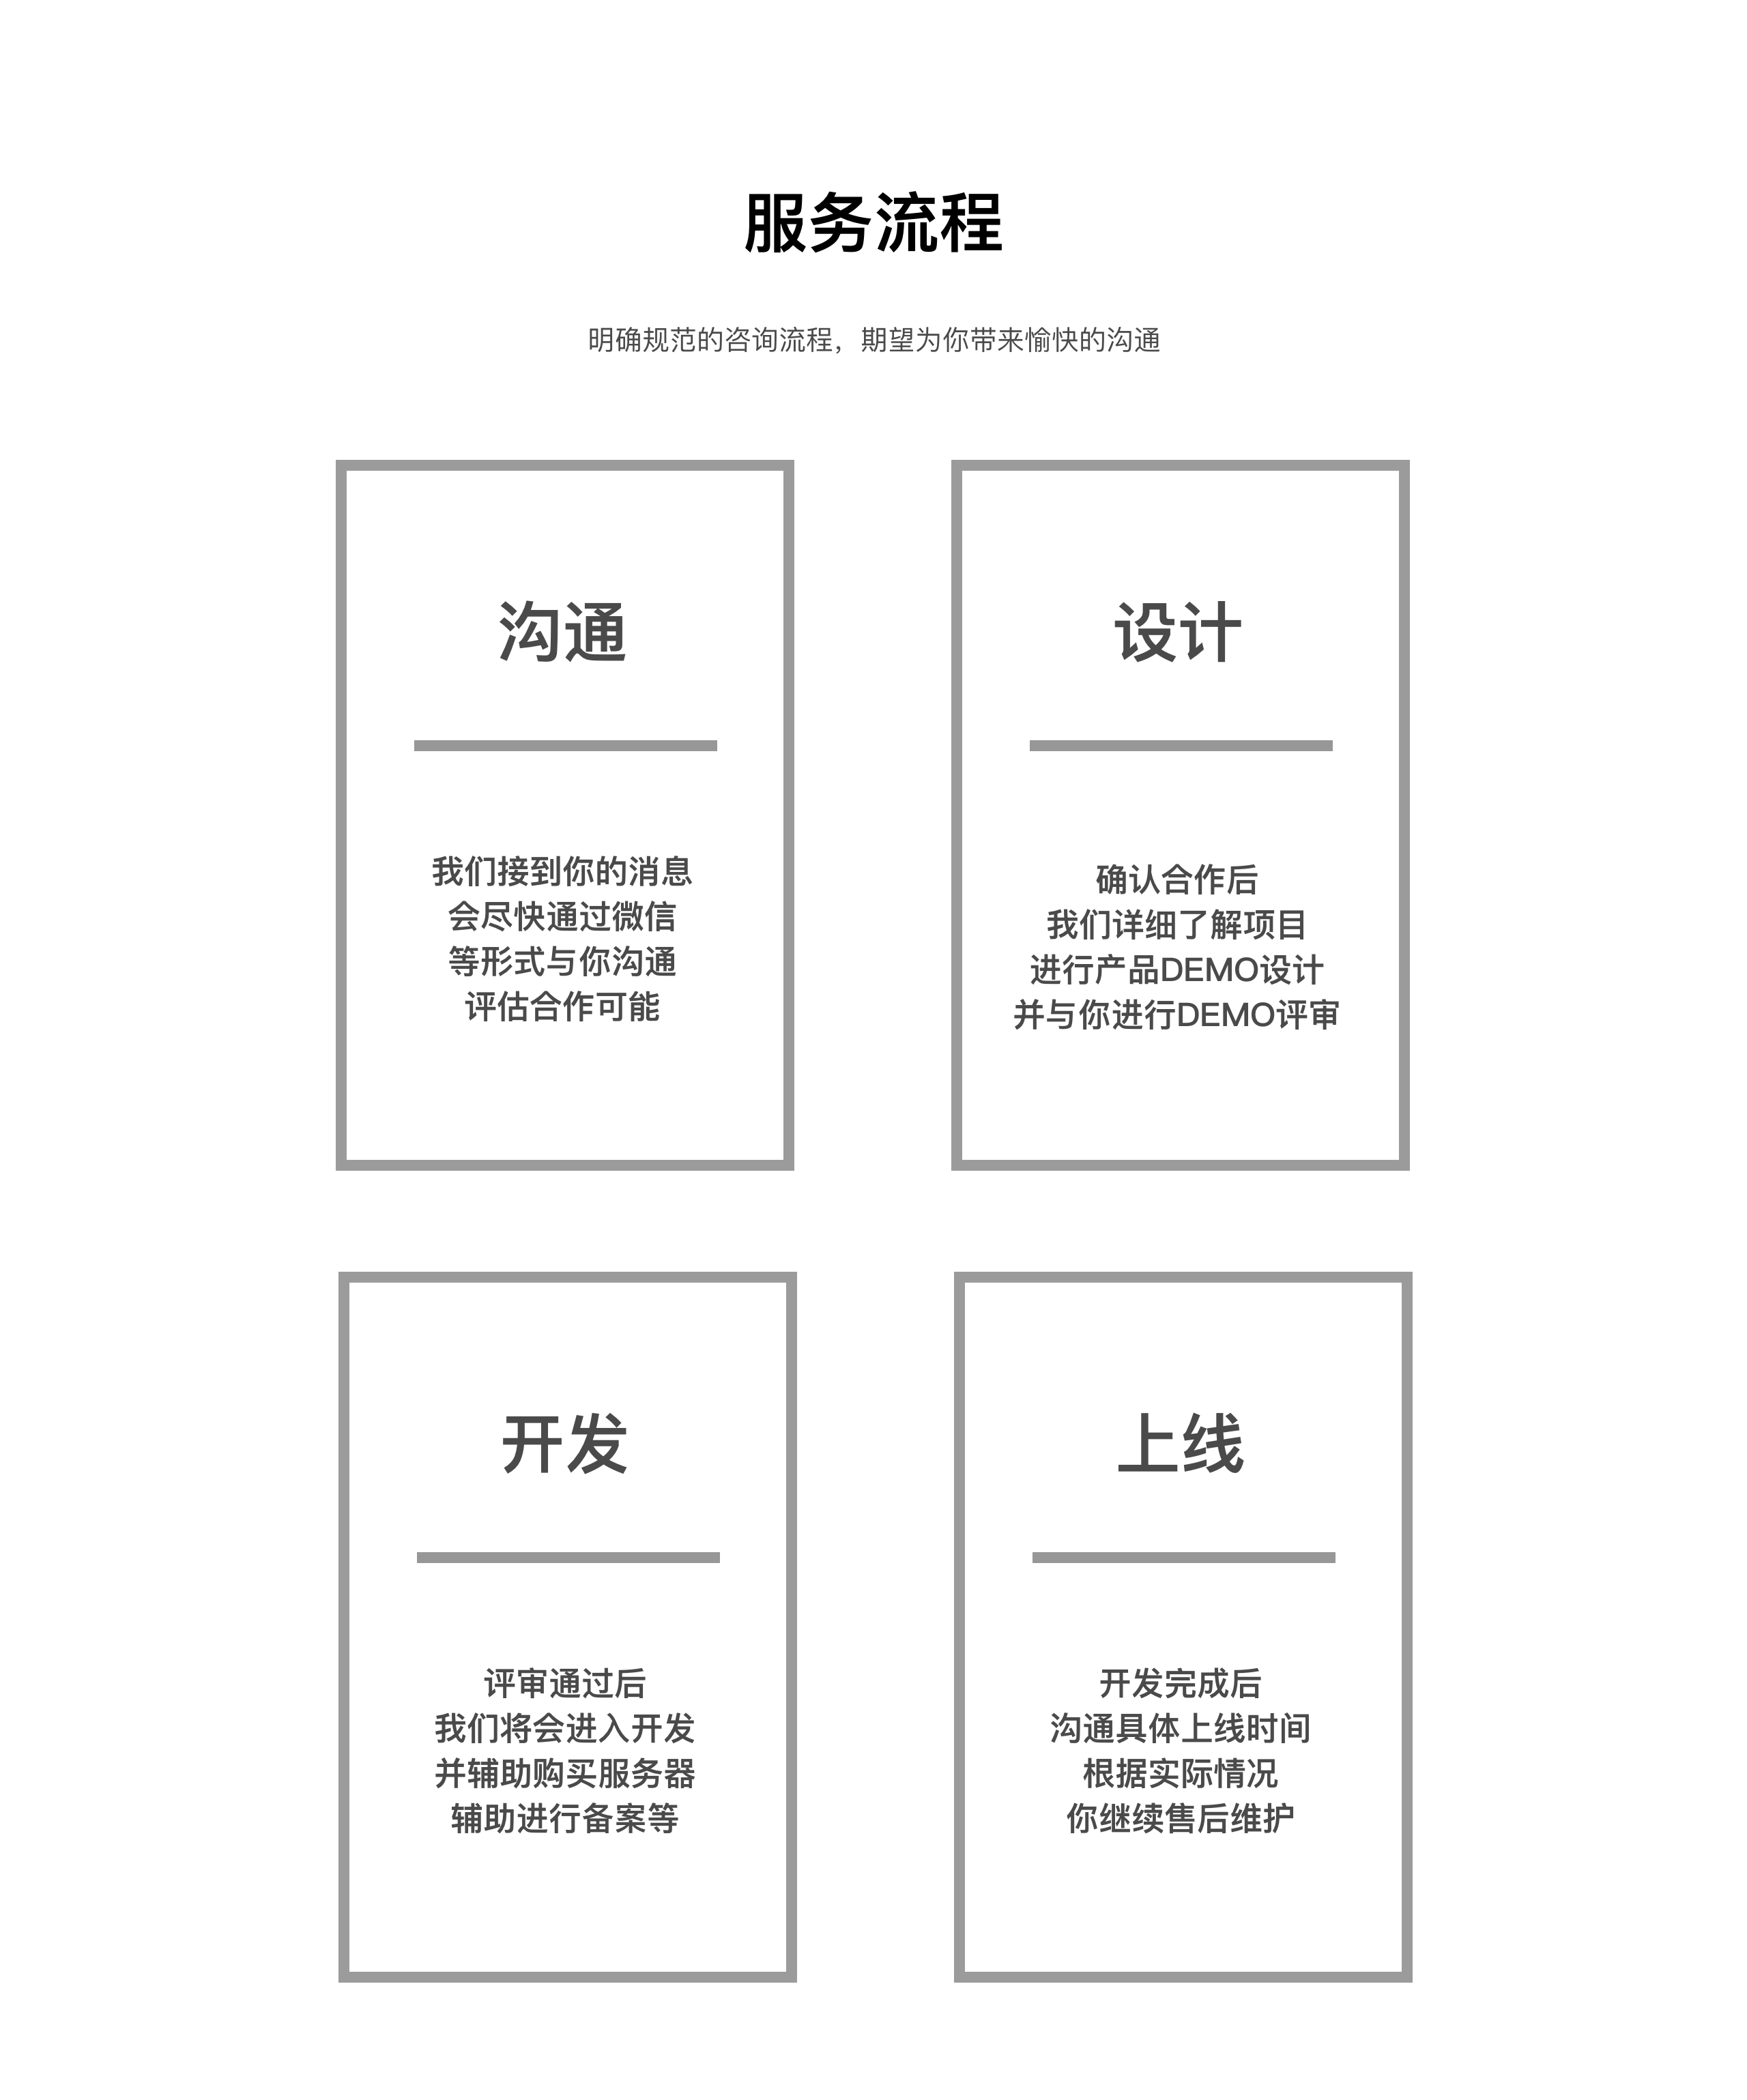 服务流程
明确规范的咨询流程，期望为你带来愉快的沟通
沟通
我们接到你的消息
会尽快通过微信
等形式与你沟通
评估合作可能
设计
确认合作后
我们详细了解项目
进行产品DEMO设计
并与你进行DEMO评审
开发
评审通过后
我们将会进入开发
并辅助购买服务器
辅助进行备案等
上线
开发完成后
沟通具体上线时间
根据实际情况
你继续售后维护